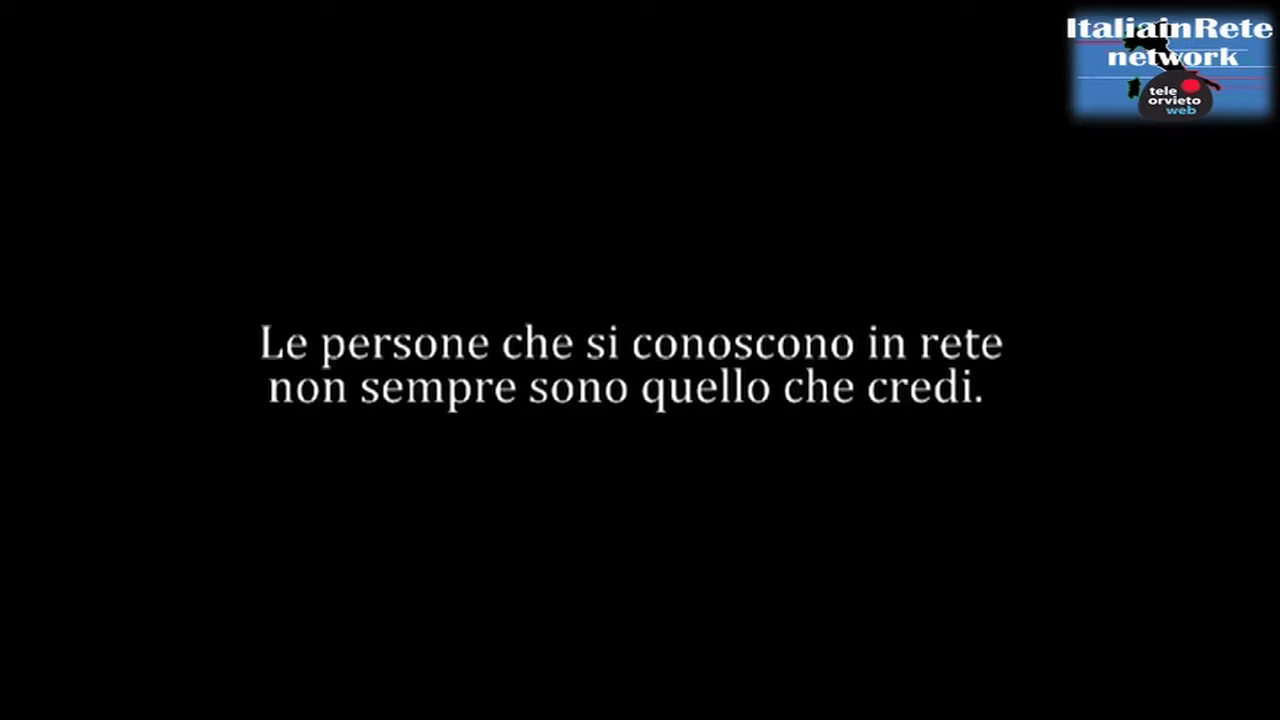 ItaliainRete
network
tele
orvieto
web
Le persone che si conoscono in rete
non sempre sono quello che credi.